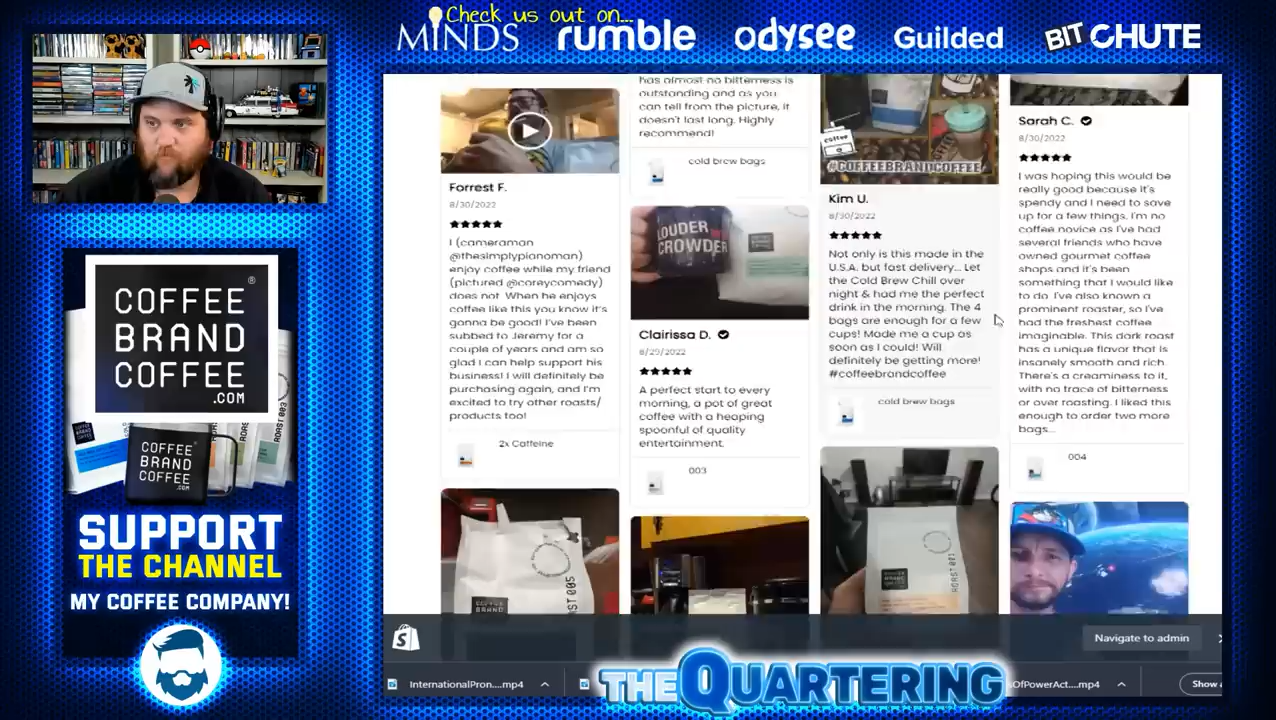 Check us out on...
MINDS
rumble
odysee
Guilded
BIT CHUTE
COFFEE
BRAND
COFFEE
.COM
COFFEE
BRAND
COFFEE
.COM
SUPPORT
THE CHANNEL
MY COFFEE COMPANY!
Forrest F.
8/30/2022
I (cameraman
@thesimplypianoman)
enjoy coffee while my friend
(pictured @coreycomedy)
does not. When he enjoys
coffee like this you know it's
gonna be good! I've been
subbed to Jeremy for a
couple of years and am so
glad I can help support his
business! I will definitely be
purchasing again, and I'm
excited to try other roasts/
products too!
2x Caffeine
ROAST 005
has almost no bitterness is
outstanding and as you
can tell from the picture, it
doesn't last long. Highly
recommend!
cold brew bags
LOUDER
CROWDER
Clairissa D.
8/29/2022
A perfect start to every
morning, a pot of great
coffee with a heaping
spoonful of quality
entertainment.
003
#COFFEEBRANDCOFFEE
Kim U.
8/30/2022
Not only is this made in the
U.S.A. but fast delivery... Let
the Cold Brew Chill over
night & had me the perfect
drink in the morning. The 4
bags are enough for a few
cups! Made me a cup as
soon as I could! Will
definitely be getting more!
#coffeebrandcoffee
cold brew bags
Sarah C.
8/30/2022
I was hoping this would be
really good because it's
spendy and I need to save
up for a few things. I'm no
coffee novice as I've had
several friends who have
owned gourmet coffee
shops and it's been
something that I would like
to do. I've also known a
prominent roaster, so I've
had the freshest coffee
imaginable. This dark roast
has a unique flavor that is
insanely smooth and rich
There's a creaminess to it,
with no trace of bitterness
or over roasting. I liked this
enough to order two more
bags...
004
Navigate to admin
InternationalPron....mp4
OfPowerAct....mp4
Show
THE QUARTERING